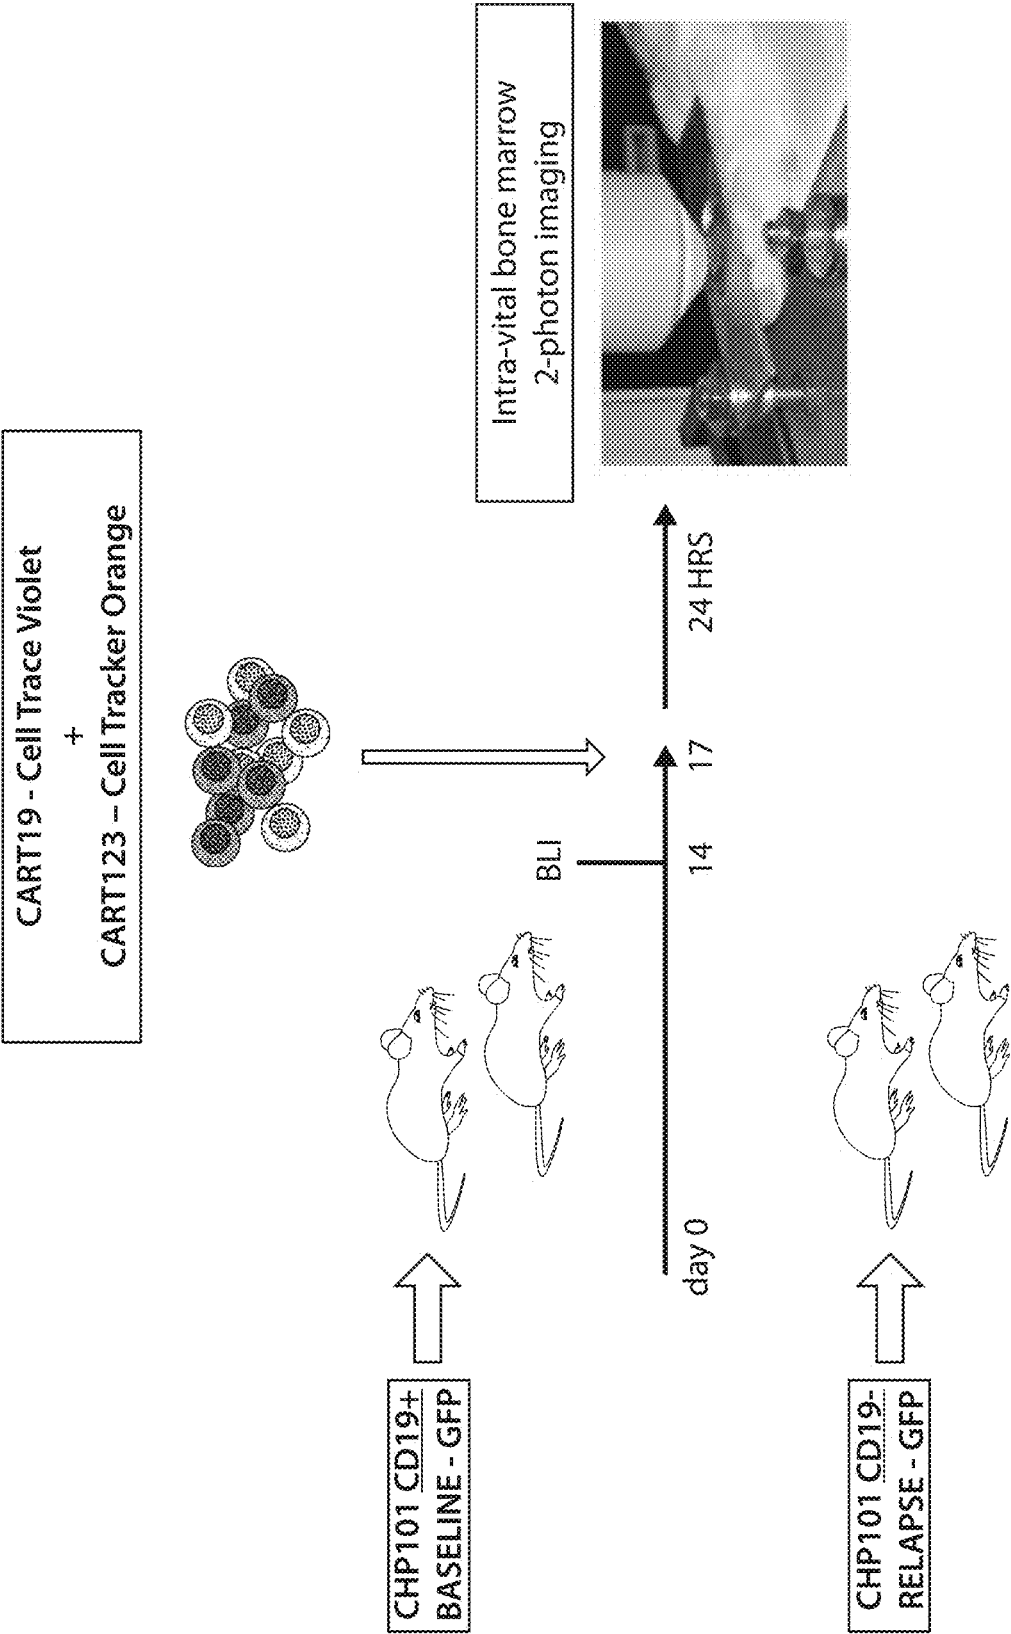 CART19 - Cell Trace Violet
+
CART123 – Cell Tracker Orange
CHP101 CD19+
BASELINE - GFP
BLI
day 0
14
17
24 HRS
Intra-vital bone marrow
2-photon imaging
CHP101 CD19-
RELAPSE - GFP